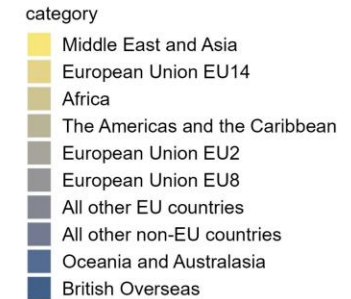 category
Middle East and Asia
European Union EU14
Africa
The Americas and the Caribbean
European Union EU2
European Union EU8
All other EU countries
All other non-EU countries
Oceania and Australasia
British Overseas